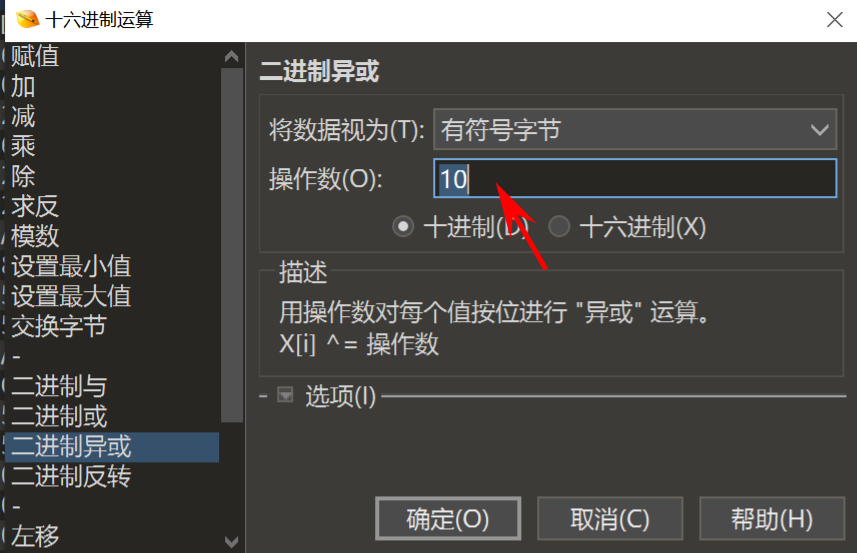 十六进制运算
赋值
加
减
乘
除
求反
模数
设置最小值
设置最大值
交换字节
-
二进制与
二进制或
二进制异或
二进制反转
-
左移
二进制异或
将数据视为(T): 有符号字节
操作数(O): 10
十进制(D) 十六进制(X)
描述
用操作数对每个值按位进行 "异或" 运算。
X[i] ^= 操作数
选项(I)
确定(O) 取消(C) 帮助(H)